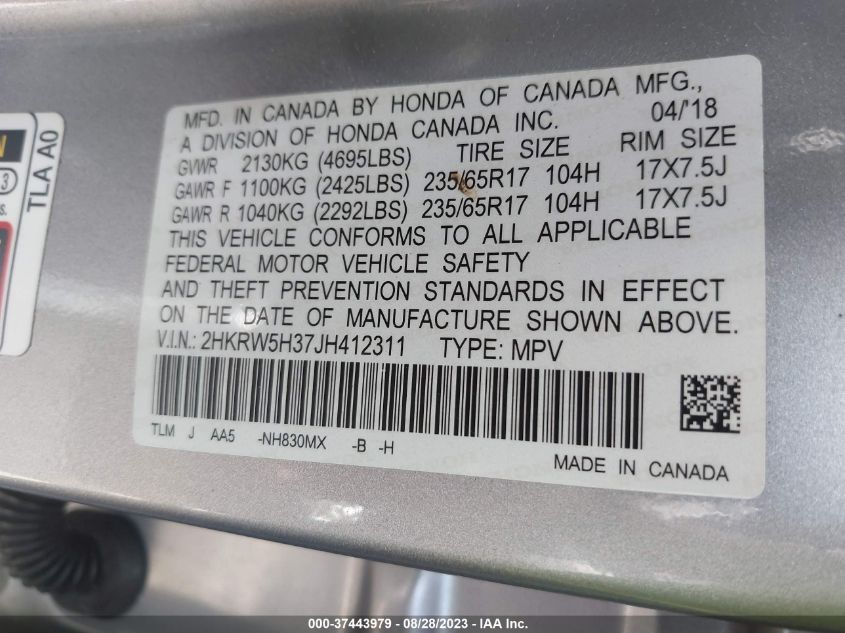 MFD. IN CANADA BY HONDA OF CANADA MFG.,
A DIVISION OF HONDA CANADA INC. 04/'18
GVWR 2130KG (4695LBS) TIRE SIZE RIM SIZE
GAWR F 1100KG (2425LBS) 235/65R17 104H 17X7.5J
GAWR R 1040KG (2292LBS) 235/65R17 104H 17X7.5J
THIS VEHICLE CONFORMS TO ALL APPLICABLE
FEDERAL MOTOR VEHICLE SAFETY
AND THEFT PREVENTION STANDARDS IN EFFECT
ON THE DATE OF MANUFACTURE SHOWN ABOVE.
V.I.N.: 2HKRW5H37JH412311 TYPE: MPV
TLM J AA5 -NH830MX -B -H
MADE IN CANADA
TLA A0
3
s.
000-37443979 - 08/28/2023 - IAA Inc.